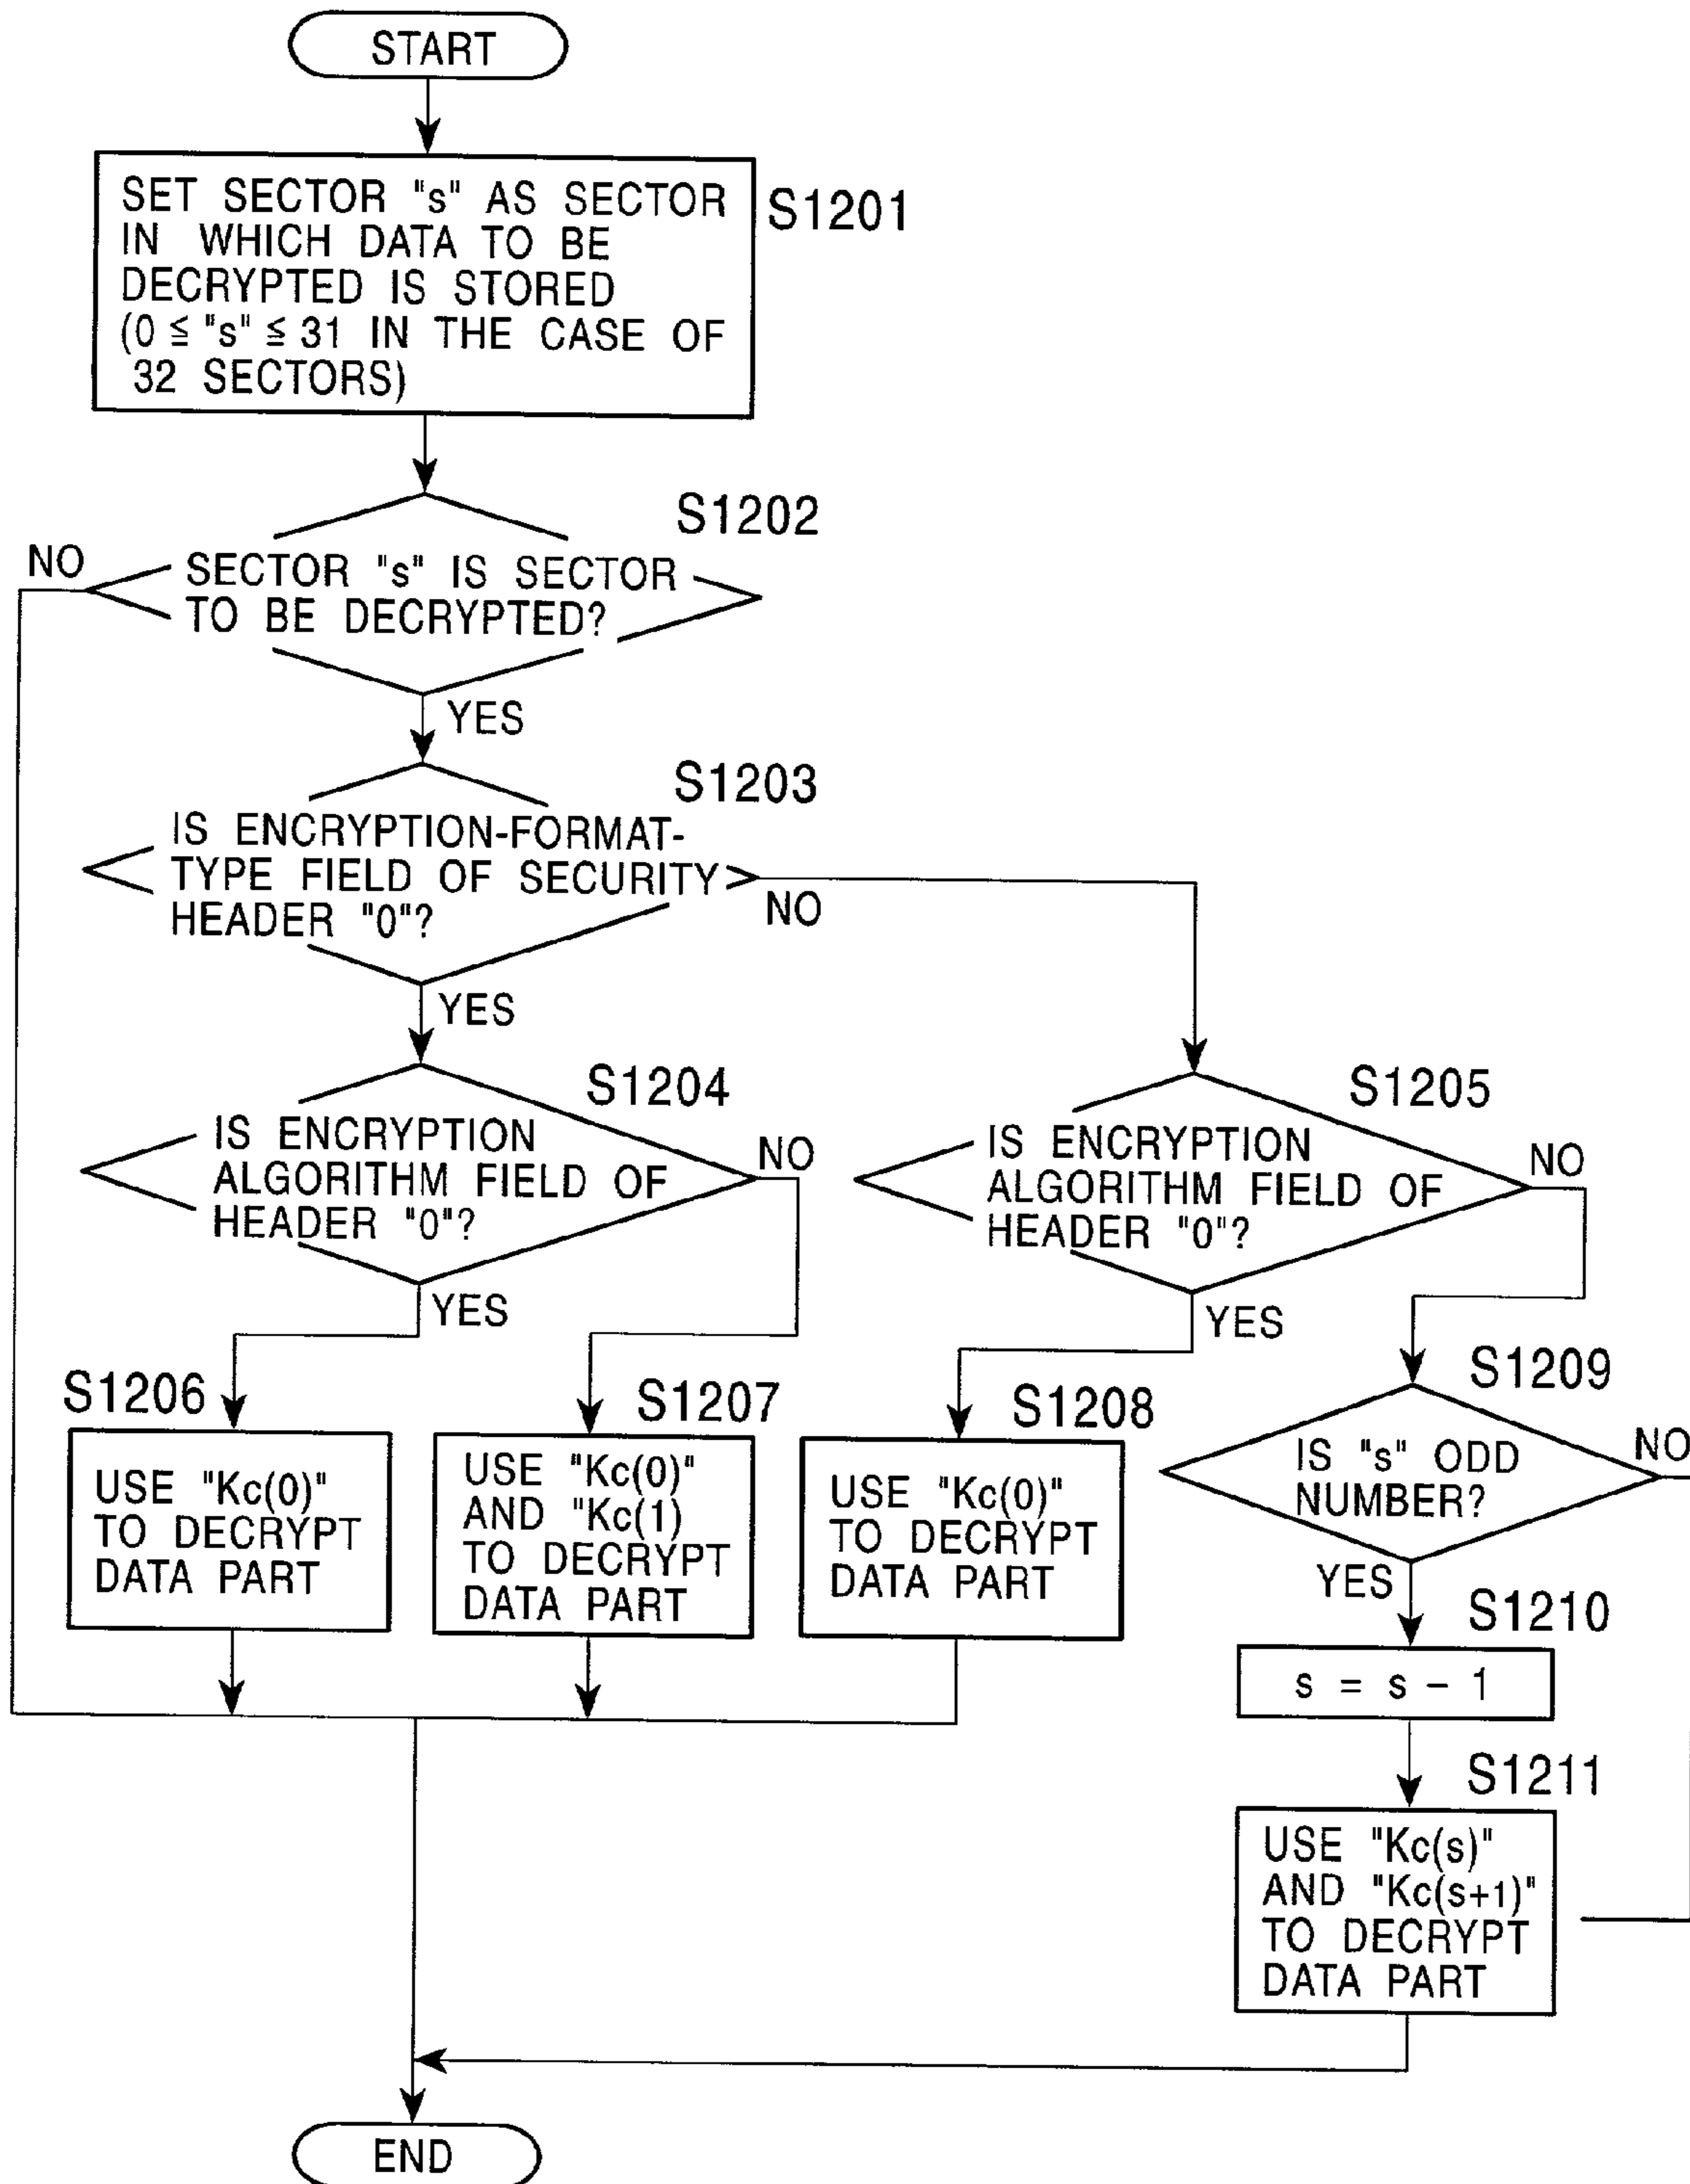 START
SET SECTOR "s" AS SECTOR
IN WHICH DATA TO BE
DECRYPTED IS STORED
(0 ≦ "s" ≦ 31 IN THE CASE OF
32 SECTORS)
S1201
S1202
NO
SECTOR "s" IS SECTOR
TO BE DECRYPTED?
YES
S1203
IS ENCRYPTION-FORMAT-
TYPE FIELD OF SECURITY
HEADER "0"?
NO
YES
S1204
IS ENCRYPTION
ALGORITHM FIELD OF
HEADER "0"?
NO
YES
S1205
IS ENCRYPTION
ALGORITHM FIELD OF
HEADER "0"?
NO
YES
S1206
USE "Kc(0)"
TO DECRYPT
DATA PART
S1207
USE "Kc(0)"
AND "Kc(1)
TO DECRYPT
DATA PART
S1208
USE "Kc(0)"
TO DECRYPT
DATA PART
S1209
IS "s" ODD
NUMBER?
NO
YES
S1210
s = s - 1
S1211
USE "Kc(s)"
AND "Kc(s+1)"
TO DECRYPT
DATA PART
END